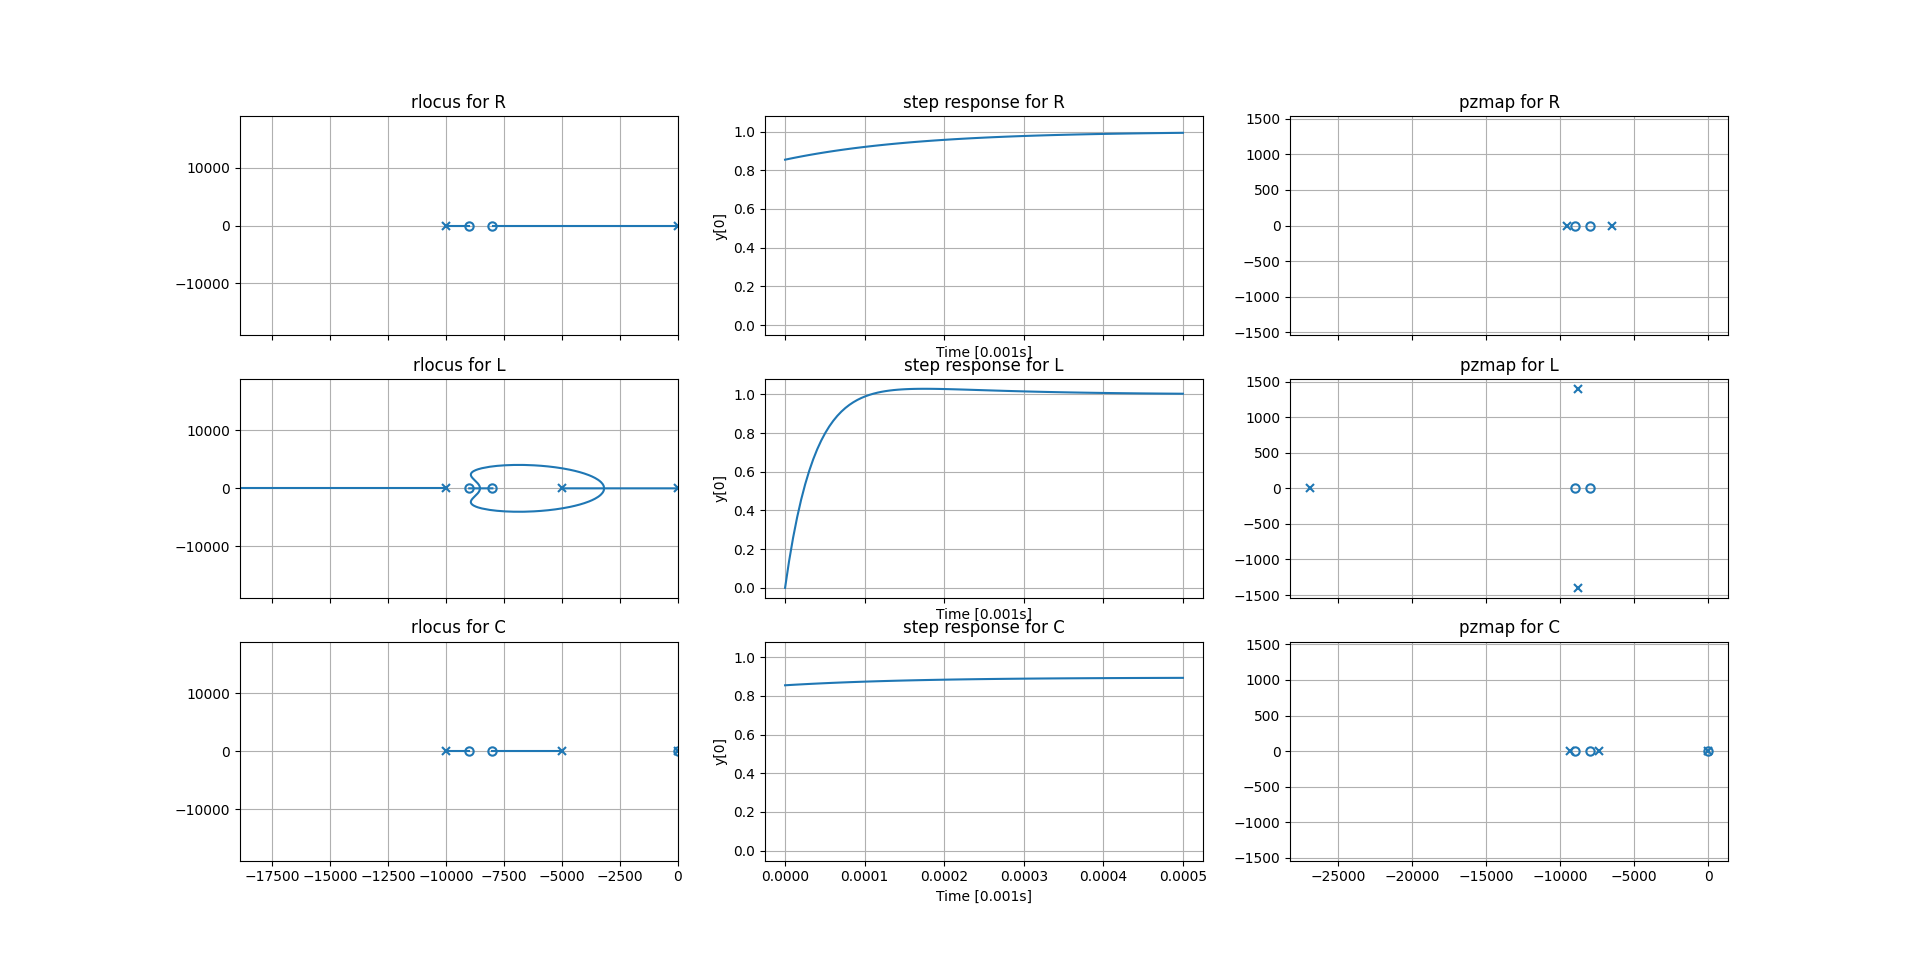 rlocus for R
10000
0
−10000
step response for R
1.0
0.8
0.6
0.4
0.2
0.0
y[0]
Time [0.001s]
pzmap for R
1500
1000
500
0
−500
−1000
−1500
rlocus for L
10000
0
−10000
step response for L
1.0
0.8
0.6
0.4
0.2
0.0
y[0]
Time [0.001s]
pzmap for L
1500
1000
500
0
−500
−1000
−1500
rlocus for C
10000
0
−10000
−17500 −15000 −12500 −10000 −7500 −5000 −2500 0
step response for C
1.0
0.8
0.6
0.4
0.2
0.0
y[0]
0.0000 0.0001 0.0002 0.0003 0.0004 0.0005
Time [0.001s]
pzmap for C
1500
1000
500
0
−500
−1000
−1500
−25000 −20000 −15000 −10000 −5000 0